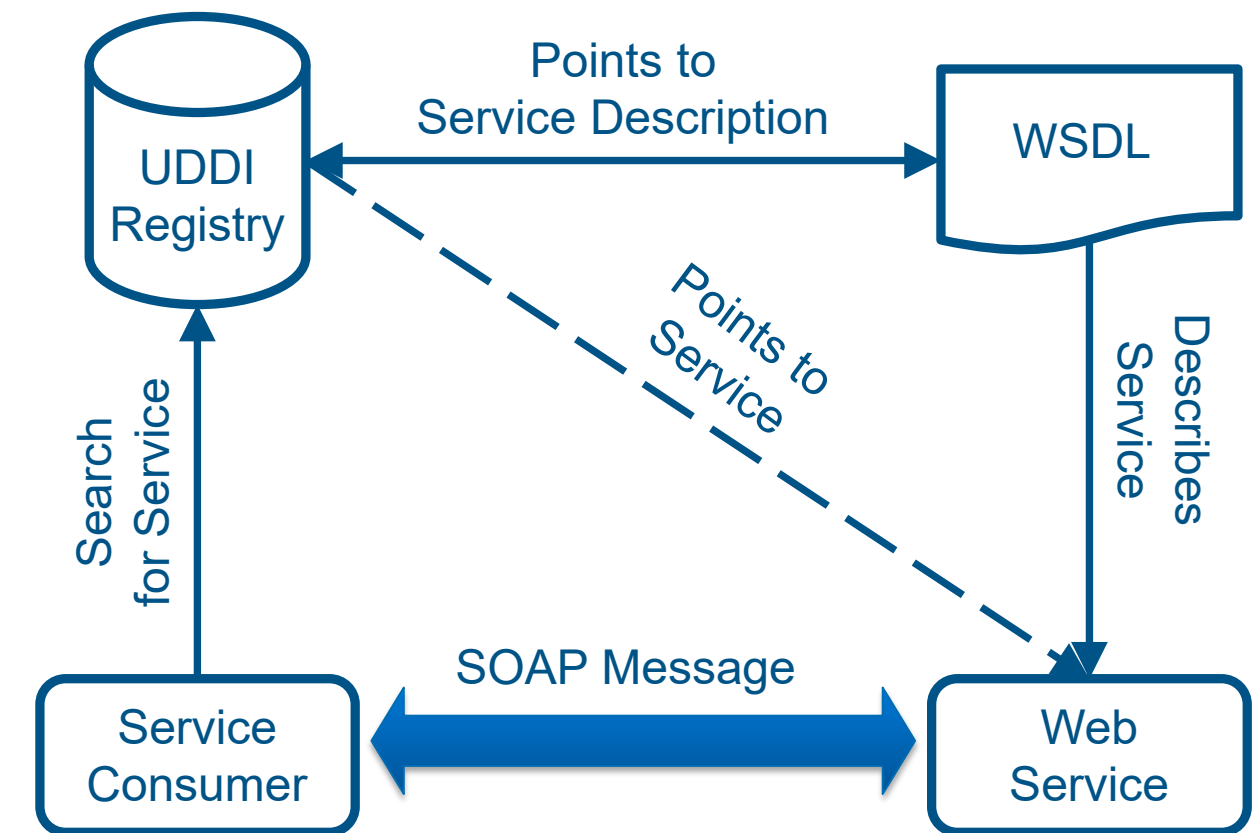 Points to
Service Description
UDDI
Registry
WSDL
Points to
Service
Describes
Service
Search
for Service
SOAP Message
Service
Consumer
Web
Service